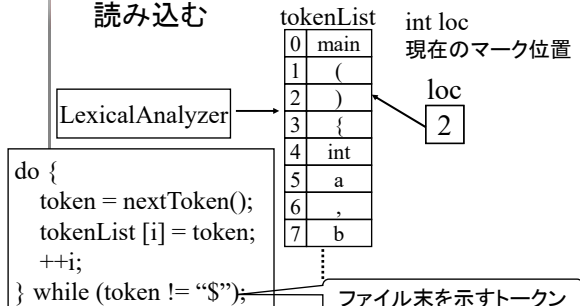 読み込む
tokenList
int loc
現在のマーク位置
0 main
1 (
2 )
3 {
4 int
5 a
6 ,
7 b
loc
2
LexicalAnalyzer
do {
token = nextToken();
tokenList [i] = token;
++i;
} while (token != “$”);
ファイル末を示すトークン